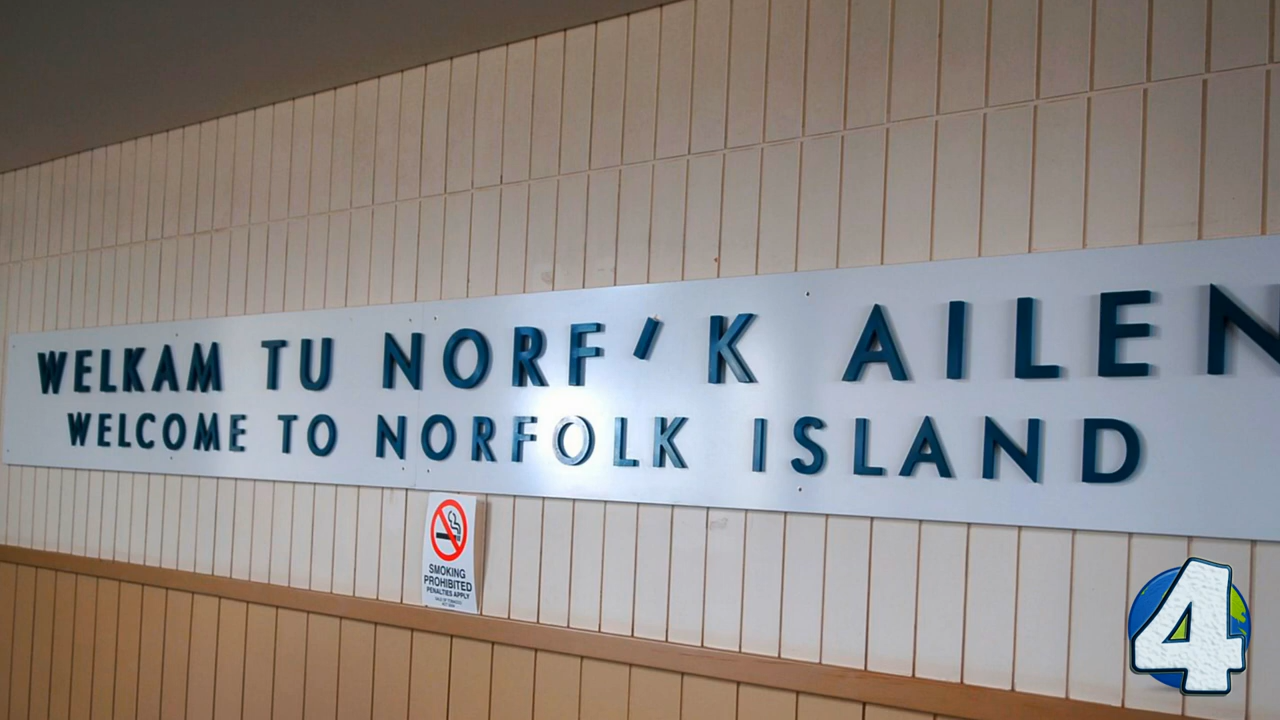 WELKAM TU NORF'K AILEN
WELCOME TO NORFOLK ISLAND
SMOKING
PROHIBITED
PENALTIES APPLY
4